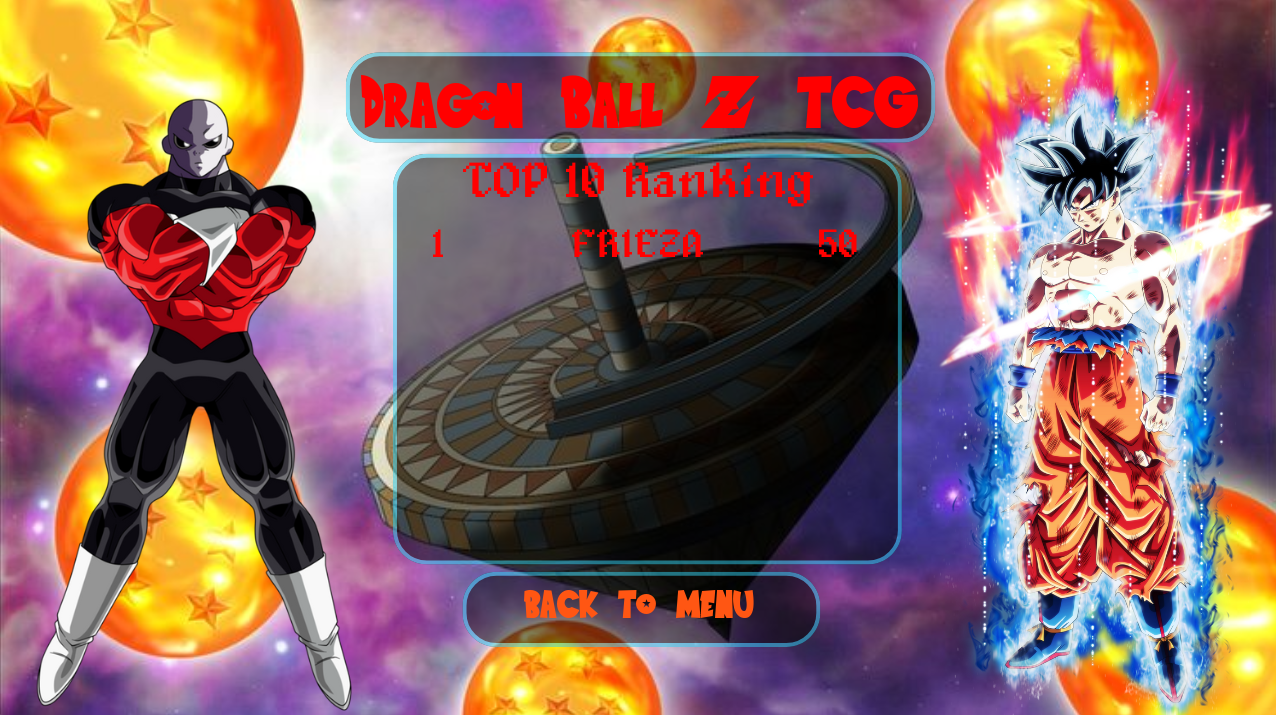 Dragon Ball Z TCG
TOP 10 Ranking
1 FRIEZA 50
Back to Menu